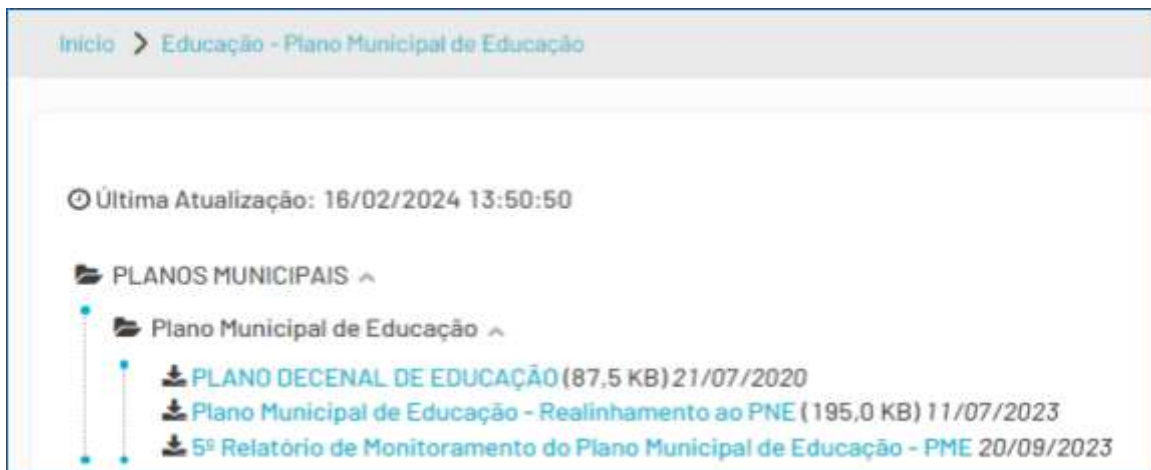 Início > Educação - Plano Municipal de Educação
Última Atualização: 16/02/2024 13:50:50
PLANOS MUNICIPAIS
Plano Municipal de Educação
PLANO DECENAL DE EDUCAÇÃO (87,5 KB) 21/07/2020
Plano Municipal de Educação - Realinhamento ao PNE (195,0 KB) 11/07/2023
5º Relatório de Monitoramento do Plano Municipal de Educação - PME 20/09/2023